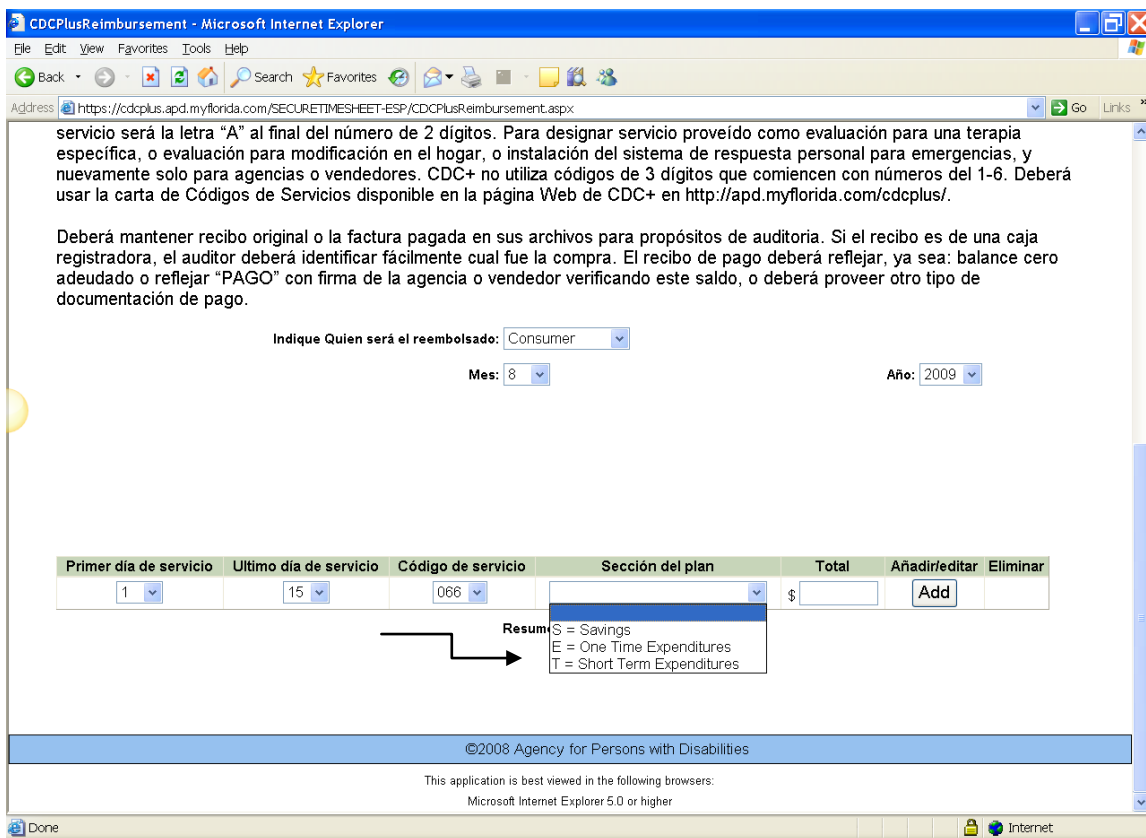 CDCPlusReimbursement - Microsoft Internet Explorer
File Edit View Favorites Tools Help
Back Search Favorites
Address https://cdcplus.apd.myflorida.com/SECURETIMESHEET-ESP/CDCPlusReimbursement.aspx Go Links »
servicio será la letra “A” al final del número de 2 dígitos. Para designar servicio proveído como evaluación para una terapia
específica, o evaluación para modificación en el hogar, o instalación del sistema de respuesta personal para emergencias, y
nuevamente solo para agencias o vendedores. CDC+ no utiliza códigos de 3 dígitos que comiencen con números del 1-6. Deberá
usar la carta de Códigos de Servicios disponible en la página Web de CDC+ en http://apd.myflorida.com/cdcplus/.
Deberá mantener recibo original o la factura pagada en sus archivos para propósitos de auditoria. Si el recibo es de una caja
registradora, el auditor deberá identificar fácilmente cual fue la compra. El recibo de pago deberá reflejar, ya sea: balance cero
adeudado o reflejar “PAGO” con firma de la agencia o vendedor verificando este saldo, o deberá proveer otro tipo de
documentación de pago.
Indique Quien será el reembolsado: Consumer
Mes: 8 Año: 2009
Primer día de servicio Ultimo día de servicio Código de servicio Sección del plan Total Añadir/editar Eliminar
1 15 066 $ Add
S = Savings
E = One Time Expenditures
T = Short Term Expenditures
©2008 Agency for Persons with Disabilities
This application is best viewed in the following browsers:
Microsoft Internet Explorer 5.0 or higher
Done Internet